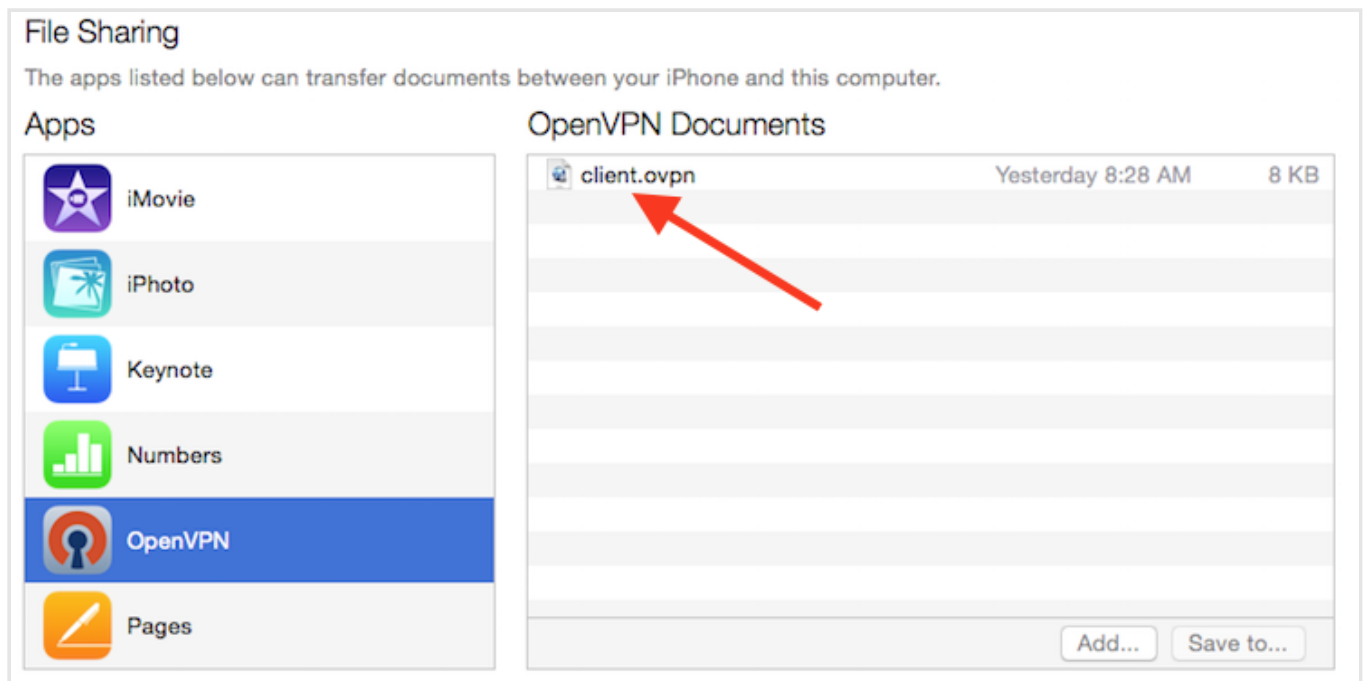 File Sharing
The apps listed below can transfer documents between your iPhone and this computer.
Apps
OpenVPN Documents
iMovie
iPhoto
Keynote
Numbers
OpenVPN
Pages
client.ovpn Yesterday 8:28 AM 8 KB
Add... Save to...